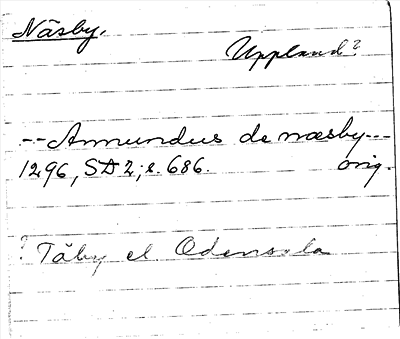 Näsby.
Uppland?
-- Amundus de næsby ---
1296, SD 2, s. 686. orig.
? Täby el. Odensala